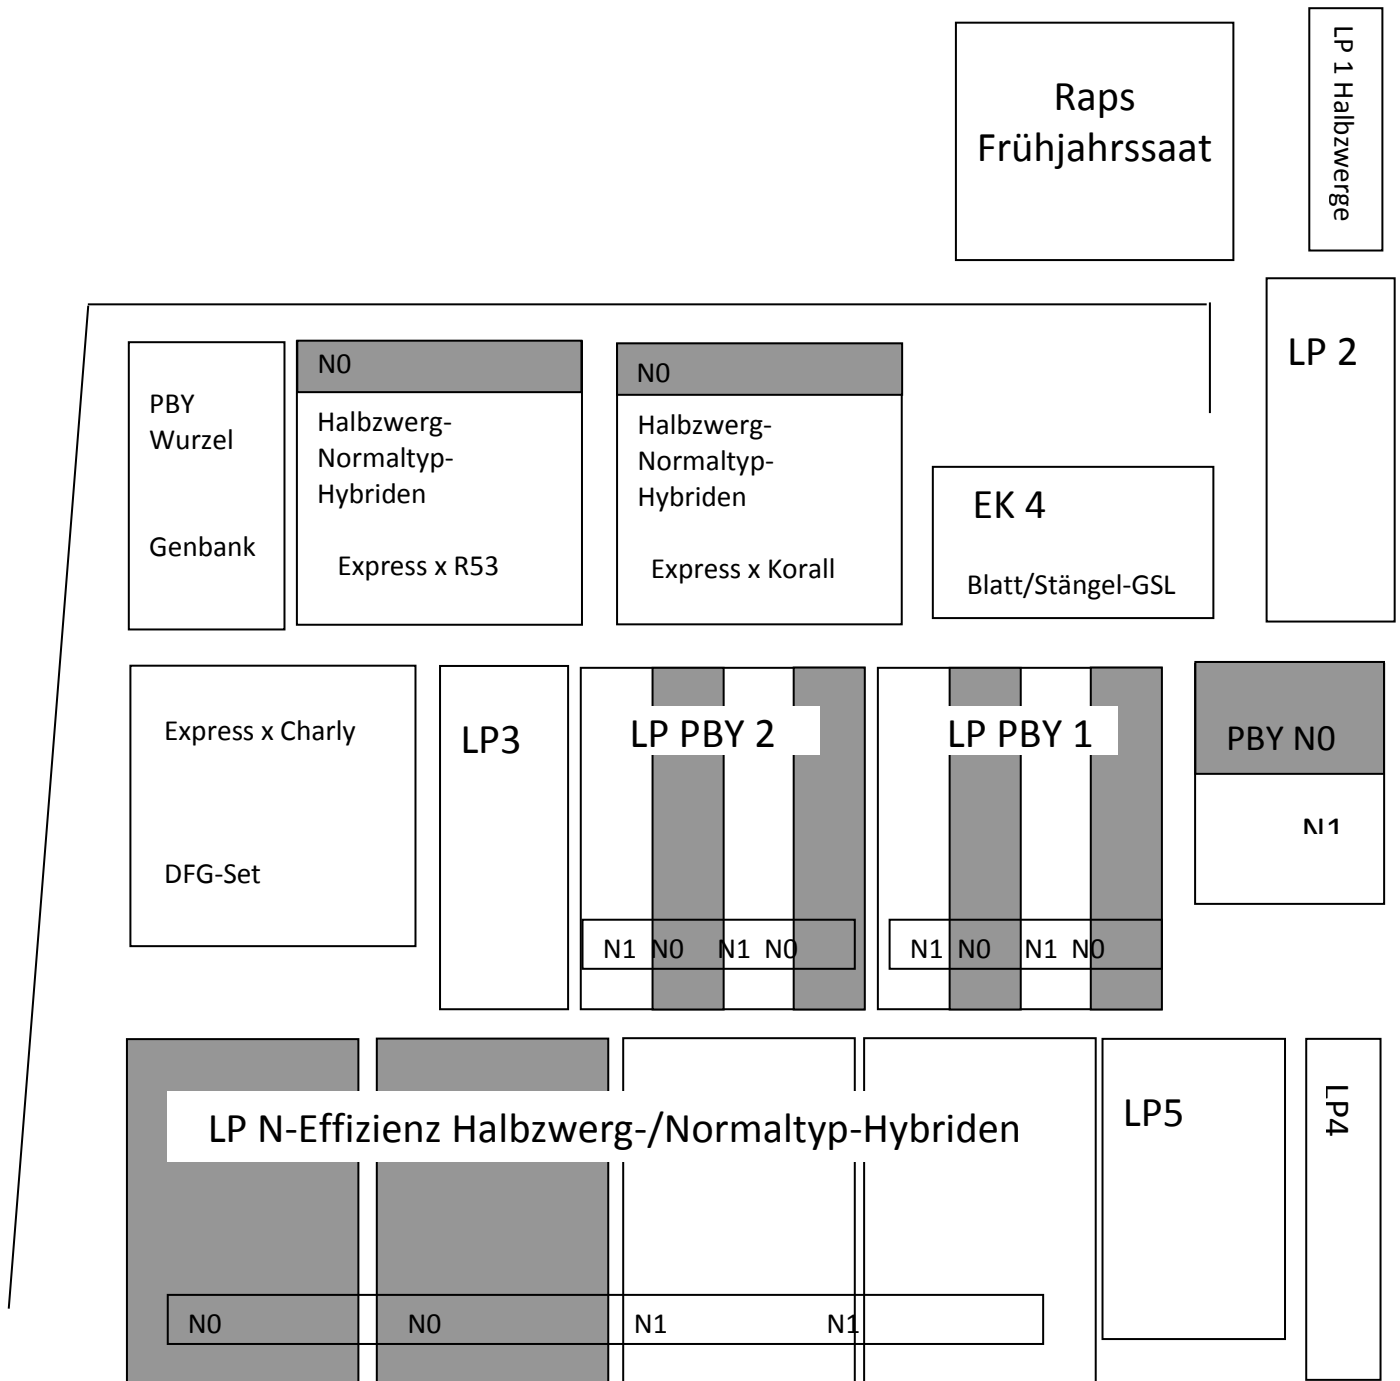 Raps
Frühjahrssaat
LP 1 Halbzwerge
LP 2
PBY
Wurzel
Genbank
N0
Halbzwerg-
Normaltyp-
Hybriden
Express x R53
N0
Halbzwerg-
Normaltyp-
Hybriden
Express x Korall
EK 4
Blatt/Stängel-GSL
Express x Charly
DFG-Set
LP3
LP PBY 2
N1 N0 N1 N0
LP PBY 1
N1 N0 N1 N0
PBY N0
N1
LP N-Effizienz Halbzwerg-/Normaltyp-Hybriden
N0 N0 N1 N1
LP5
LP4